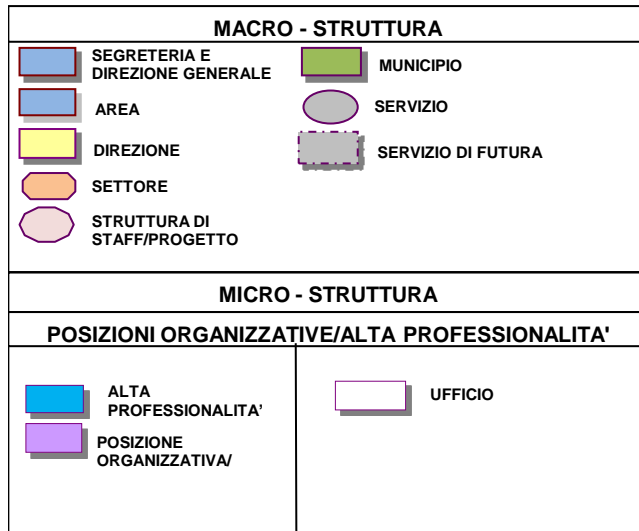 MACRO - STRUTTURA
SEGRETERIA E
DIREZIONE GENERALE
AREA
DIREZIONE
SETTORE
STRUTTURA DI
STAFF/PROGETTO
MUNICIPIO
SERVIZIO
SERVIZIO DI FUTURA
MICRO - STRUTTURA
POSIZIONI ORGANIZZATIVE/ALTA PROFESSIONALITA'
ALTA
PROFESSIONALITA’
POSIZIONE
ORGANIZZATIVA/
UFFICIO